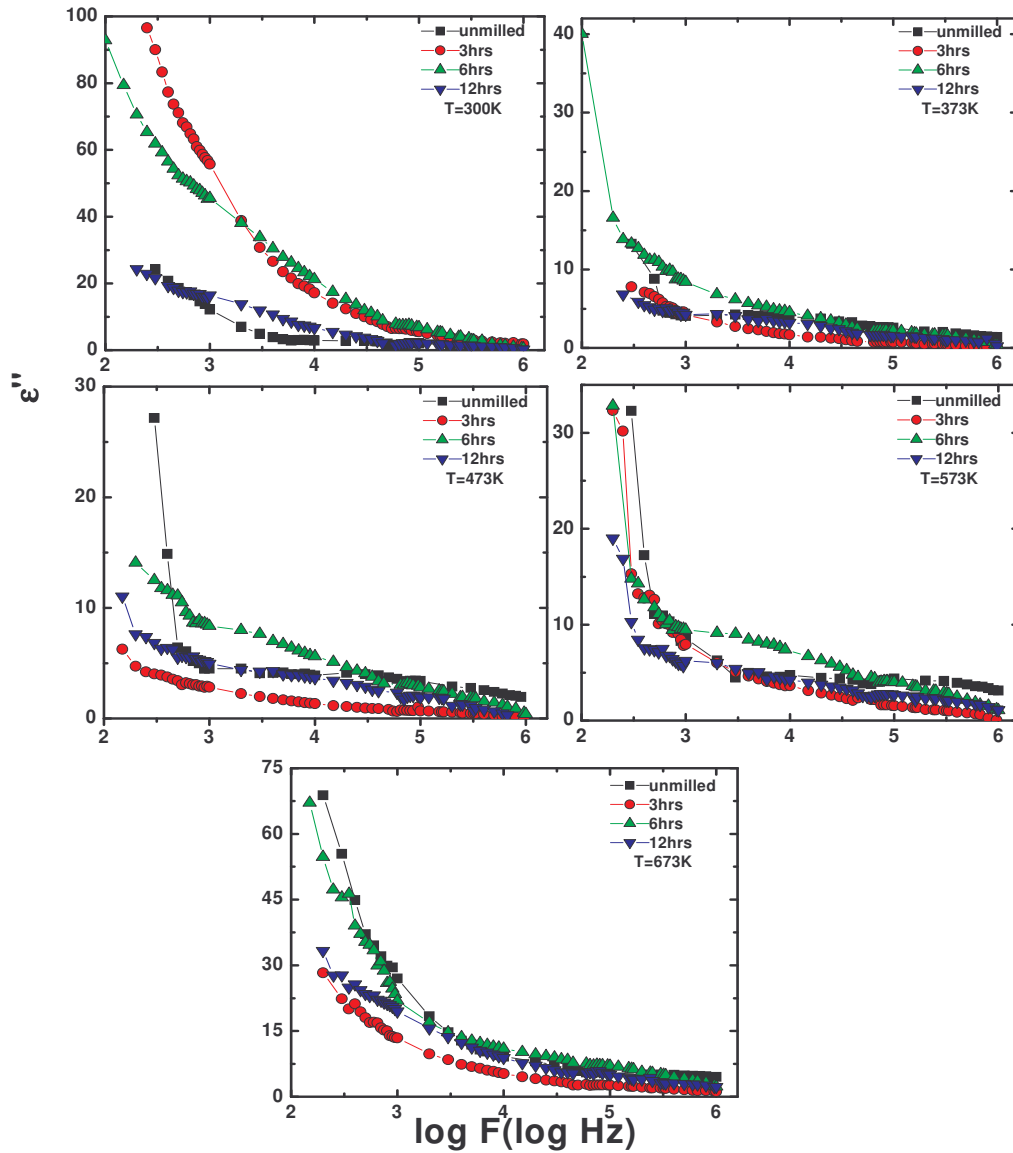 100
80
60
40
20
0
2 3 4 5 6
unmilled
3hrs
6hrs
12hrs
T=300K
40
30
20
10
0
2 3 4 5 6
unmilled
3hrs
6hrs
12hrs
T=373K
ε''
30
20
10
0
2 3 4 5 6
unmilled
3hrs
6hrs
12hrs
T=473K
30
20
10
0
2 3 4 5 6
unmilled
3hrs
6hrs
12hrs
T=573K
75
60
45
30
15
0
2 3 4 5 6
unmilled
3hrs
6hrs
12hrs
T=673K
log F(log Hz)